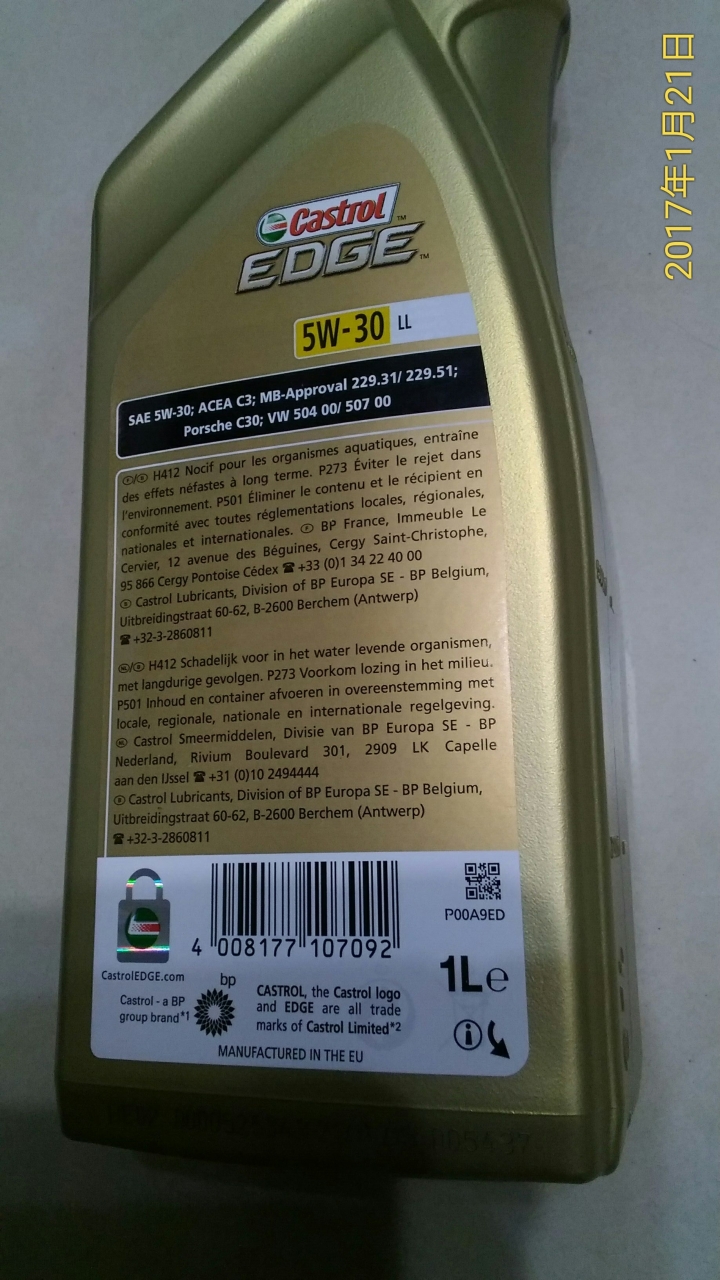 2017年1月21日
Castrol™
EDGE™
5W-30 LL
SAE 5W-30; ACEA C3; MB-Approval 229.31/ 229.51;
Porsche C30; VW 504 00/ 507 00
H412 Nocif pour les organismes aquatiques, entraîne
des effets néfastes à long terme. P273 Éviter le rejet dans
l'environnement. P501 Éliminer le contenu et le récipient en
conformité avec toutes réglementations locales, régionales,
nationales et internationales. BP France, Immeuble Le
Cervier, 12 avenue des Béguines, Cergy Saint-Christophe,
95 866 Cergy Pontoise Cédex ☎ +33 (0)1 34 22 40 00
Castrol Lubricants, Division of BP Europa SE - BP Belgium,
Uitbreidingstraat 60-62, B-2600 Berchem (Antwerp)
☎ +32-3-2860811
H412 Schadelijk voor in het water levende organismen,
met langdurige gevolgen. P273 Voorkom lozing in het milieu.
P501 Inhoud en container afvoeren in overeenstemming met
locale, regionale, nationale en internationale regelgeving.
Castrol Smeermiddelen, Divisie van BP Europa SE - BP
Nederland, Rivium Boulevard 301, 2909 LK Capelle
aan den IJssel ☎ +31 (0)10 2494444
Castrol Lubricants, Division of BP Europa SE - BP Belgium,
Uitbreidingstraat 60-62, B-2600 Berchem (Antwerp)
☎ +32-3-2860811
4 008177 107092
P00A9ED
CastrolEDGE.com
1L e
Castrol - a BP
group brand*1
bp
CASTROL, the Castrol logo
and EDGE are all trade
marks of Castrol Limited*2
MANUFACTURED IN THE EU